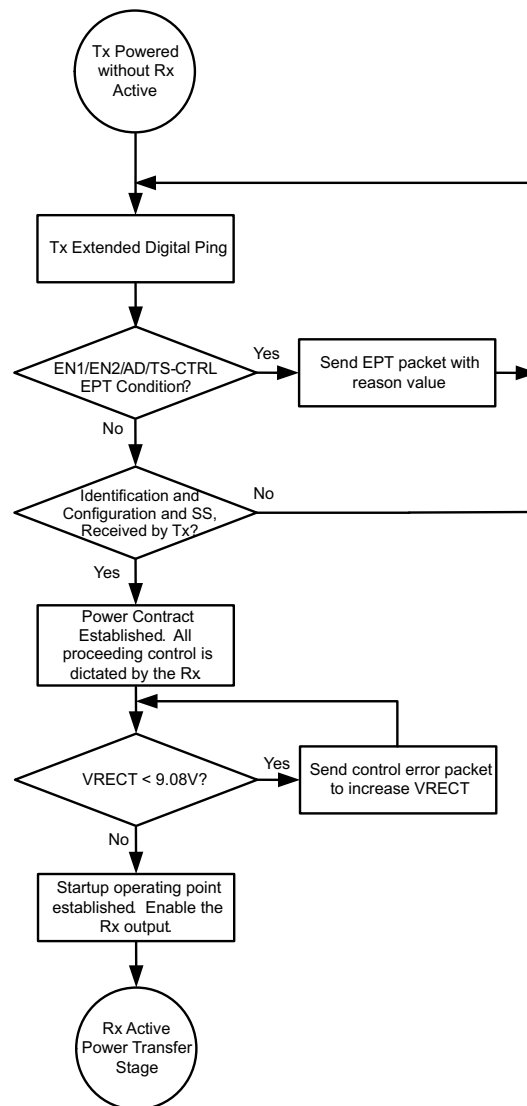 Tx Powered
without Rx
Active
Tx Extended Digital Ping
EN1/EN2/AD/TS-CTRL
EPT Condition?
Yes
Send EPT packet with
reason value
No
Identification and
Configuration and SS,
Received by Tx?
No
Yes
Power Contract
Established. All
proceeding control is
dictated by the Rx
VRECT < 9.08V?
Yes
Send control error packet
to increase VRECT
No
Startup operating point
established. Enable the
Rx output.
Rx Active
Power Transfer
Stage